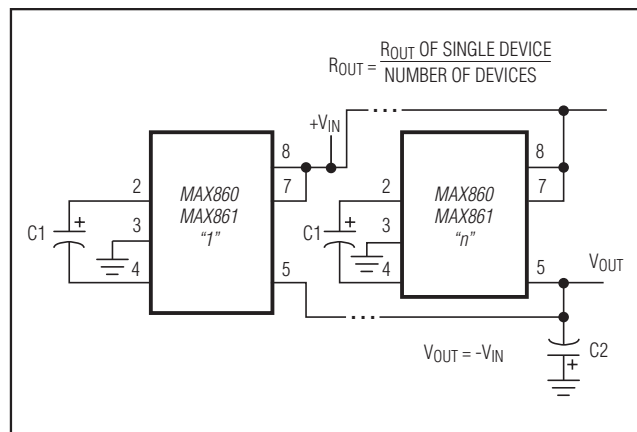 R_OUT = R_OUT OF SINGLE DEVICE
NUMBER OF DEVICES
+V_IN
2
3
4
8
7
5
MAX860
MAX861
"1"
C1
+
2
3
4
8
7
5
MAX860
MAX861
"n"
C1
+
V_OUT
V_OUT = -V_IN
C2
+